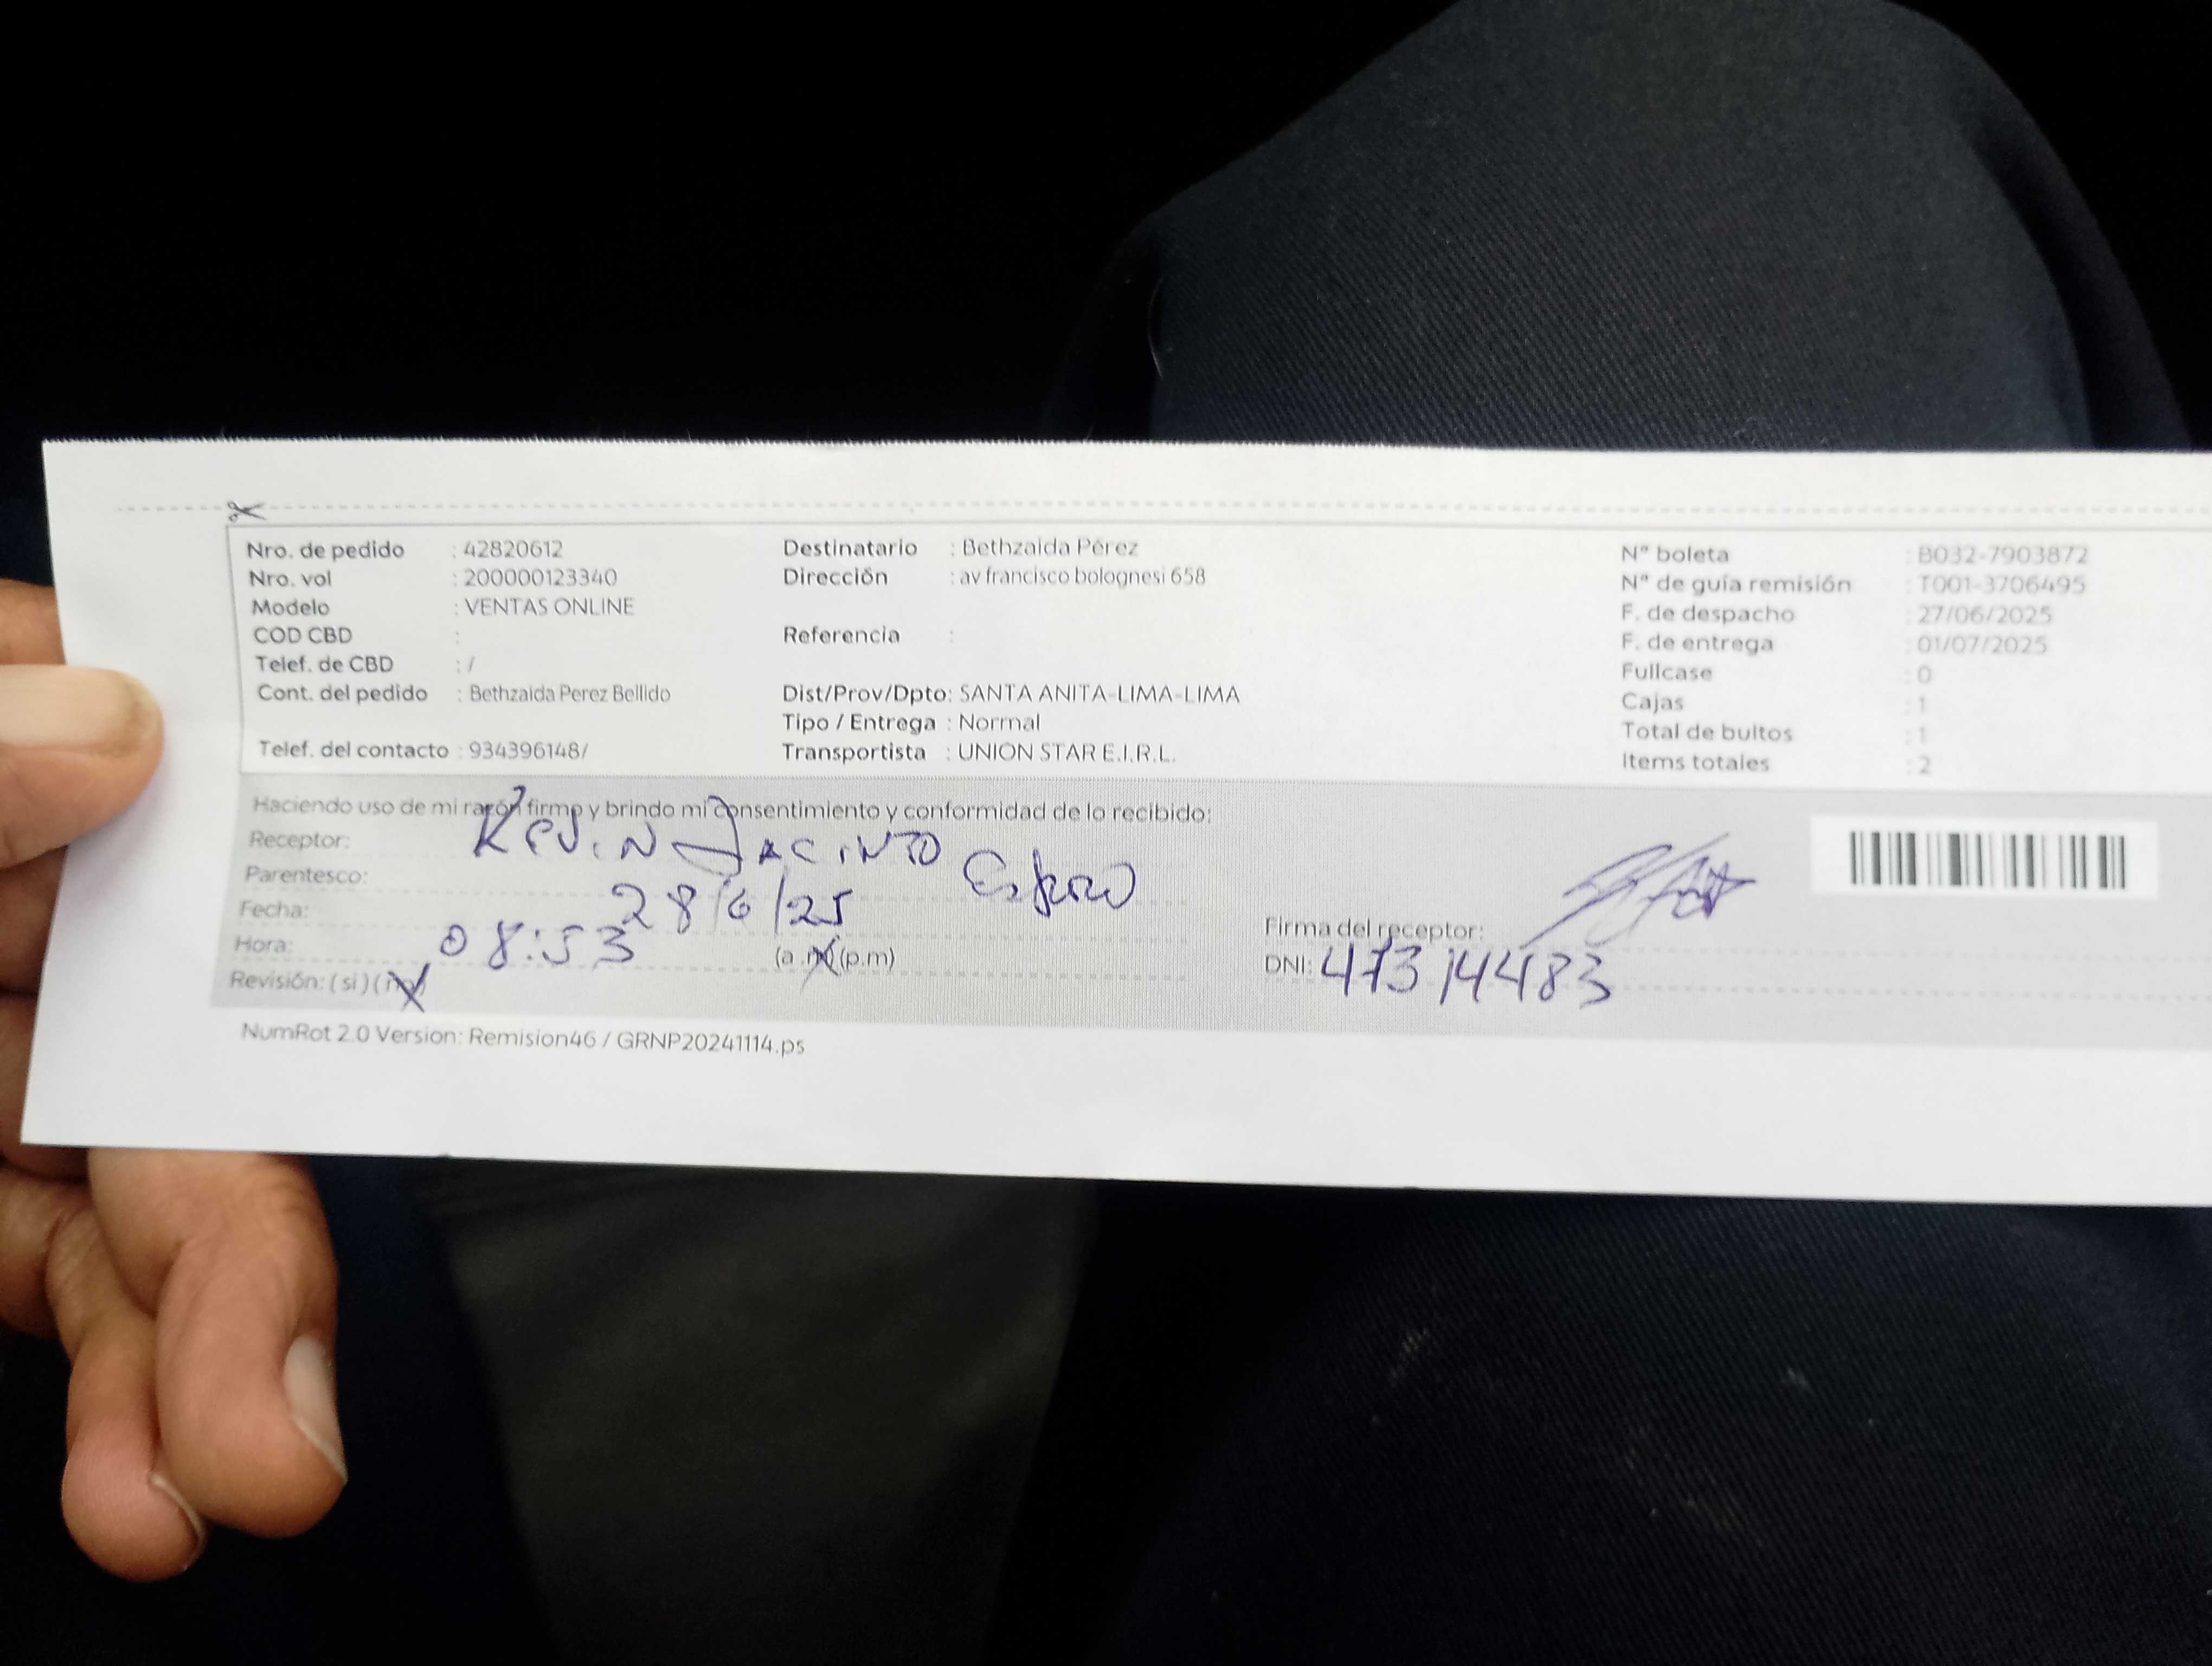 Nro. de pedido : 42820612
Nro. vol : 200000123340
Modelo : VENTAS ONLINE
COD CBD :
Telef. de CBD : /
Cont. del pedido : Bethzaida Perez Bellido
Telef. del contacto : 934396148/
Destinatario : Bethzaida Pérez
Dirección : av francisco bolognesi 658
Referencia :
Dist/Prov/Dpto: SANTA ANITA-LIMA-LIMA
Tipo / Entrega : Normal
Transportista : UNION STAR E.I.R.L.
N° boleta : B032-7903872
N° de guía remisión : T001-3706495
F. de despacho : 27/06/2025
F. de entrega : 01/07/2025
Fullcase : 0
Cajas : 1
Total de bultos : 1
Items totales : 2
Haciendo uso de mi razón firmo y brindo mi consentimiento y conformidad de lo recibido:
Receptor: KEVIN JACINTO
Parentesco:
Fecha: 28/6/25
Hora: 08:53 (a.m) (p.m)
Revisión: (si) (no)
Firma del receptor:
DNI: 47314483
NumRot 2.0 Version: Remision46 / GRNP20241114.ps